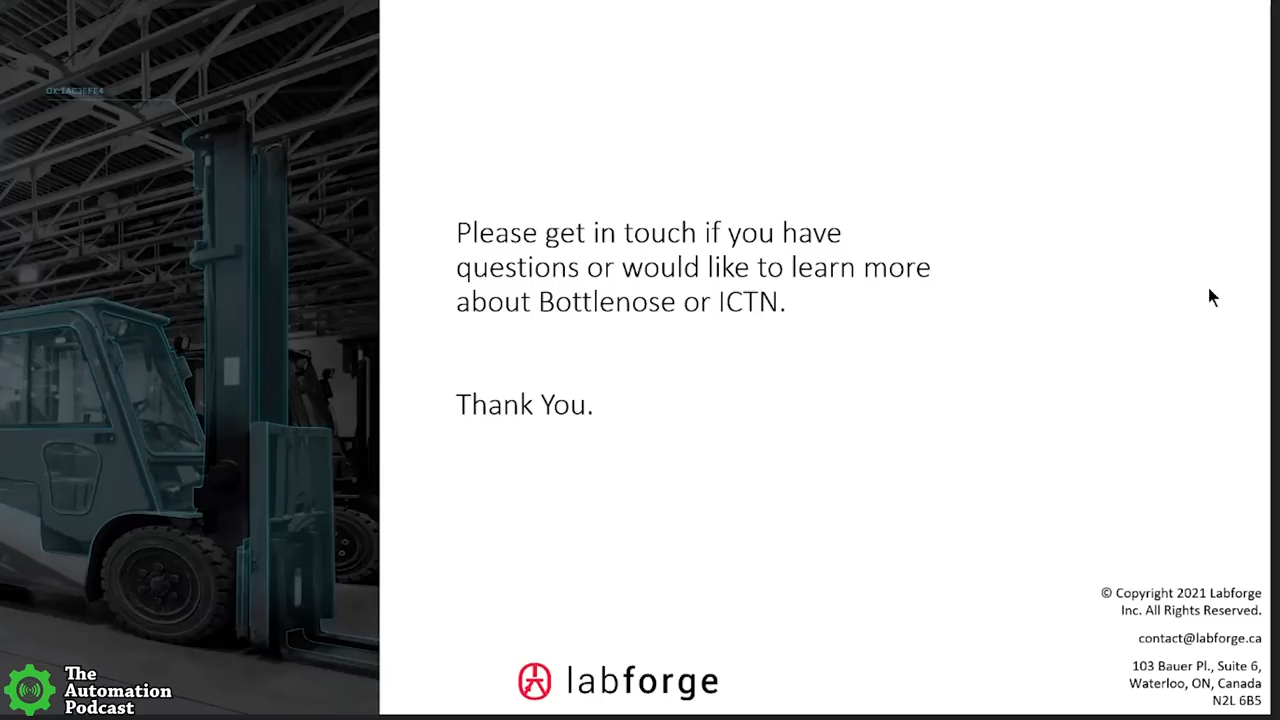 0X:1AC36FE4
Please get in touch if you have
questions or would like to learn more
about Bottlenose or ICTN.
Thank You.
© Copyright 2021 Labforge
Inc. All Rights Reserved.
contact@labforge.ca
103 Bauer Pl., Suite 6,
Waterloo, ON, Canada
N2L 6B5
labforge
The
Automation
Podcast